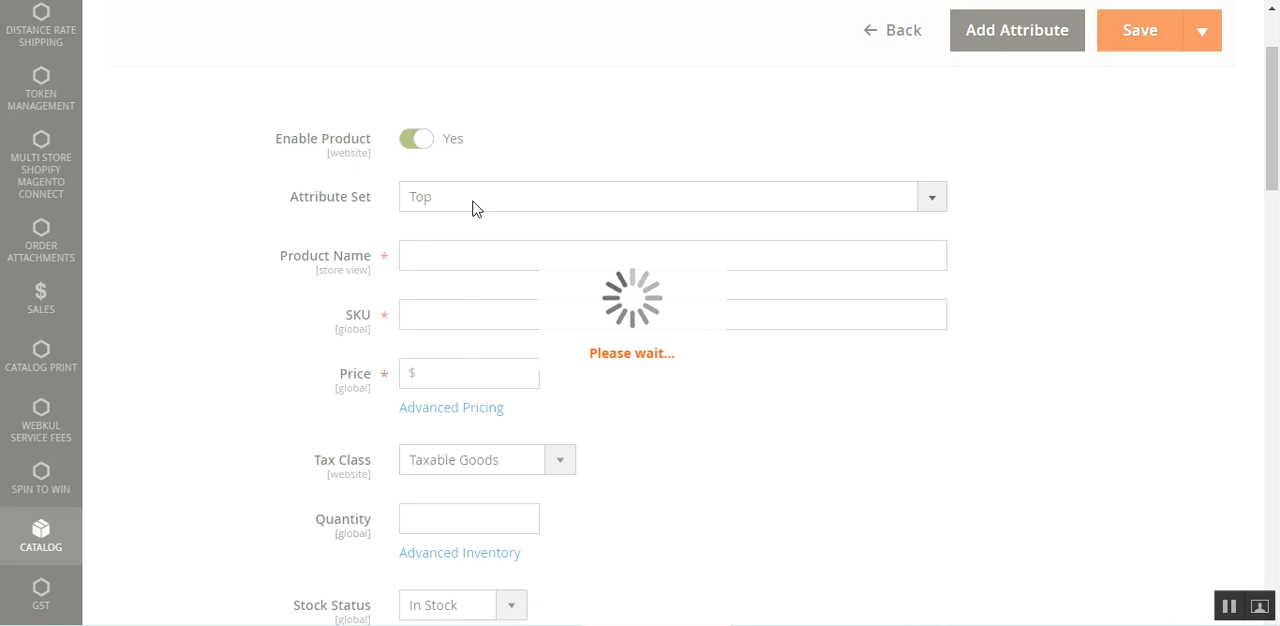 DISTANCE RATE
SHIPPING
TOKEN
MANAGEMENT
MULTI STORE
SHOPIFY
MAGENTO
CONNECT
ORDER
ATTACHMENTS
$
SALES
CATALOG PRINT
WEBKUL
SERVICE FEES
SPIN TO WIN
CATALOG
GST
← Back
Add Attribute
Save
Enable Product
[website]
Yes
Attribute Set
Top
Product Name *
[store view]
SKU *
[global]
Please wait...
Price *
[global]
$
Advanced Pricing
Tax Class
[website]
Taxable Goods
Quantity
[global]
Advanced Inventory
Stock Status
[global]
In Stock